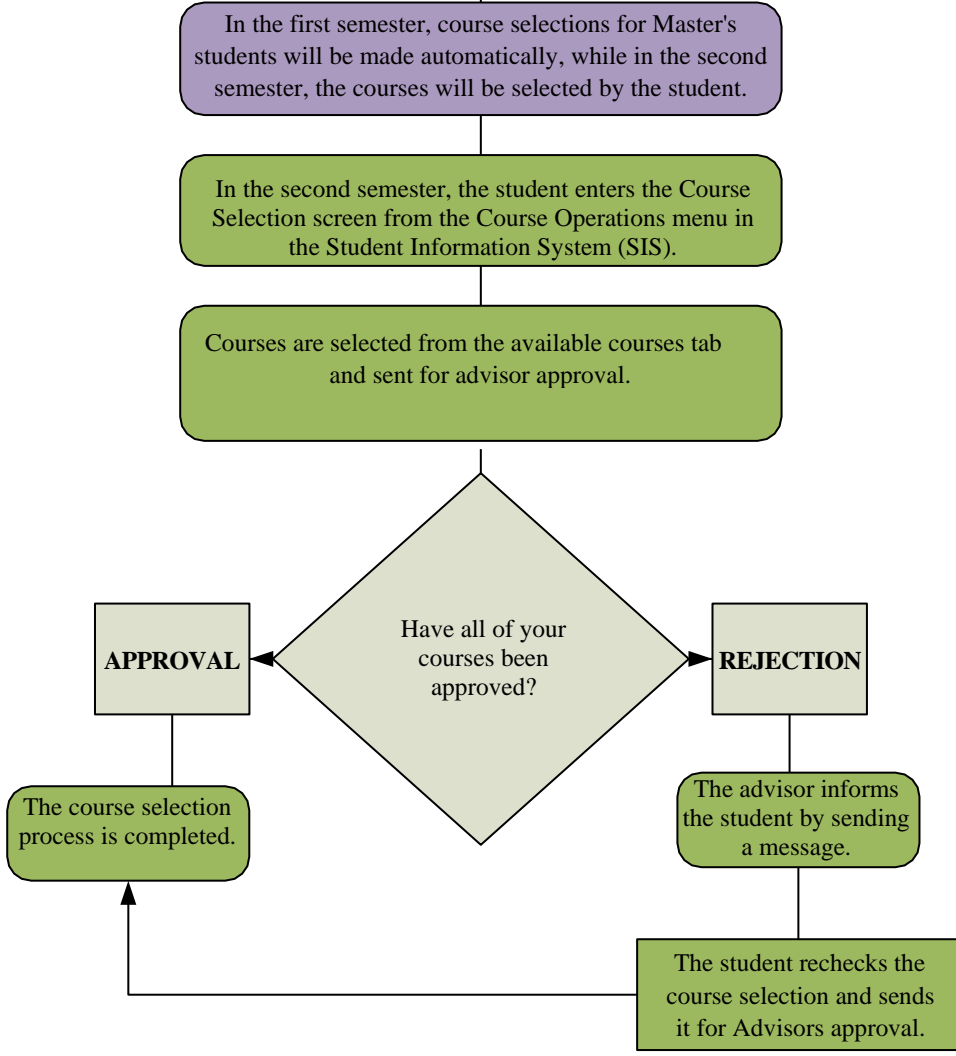 In the first semester, course selections for Master's
students will be made automatically, while in the second
semester, the courses will be selected by the student.
In the second semester, the student enters the Course
Selection screen from the Course Operations menu in
the Student Information System (SIS).
Courses are selected from the available courses tab
and sent for advisor approval.
Have all of your
courses been
approved?
APPROVAL
REJECTION
The course selection
process is completed.
The advisor informs
the student by sending
a message.
The student rechecks the
course selection and sends
it for Advisors approval.